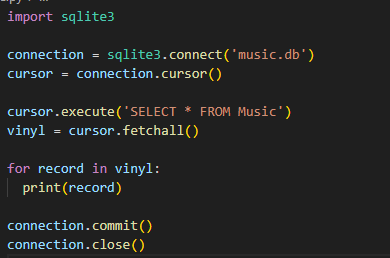 import sqlite3
connection = sqlite3.connect('music.db')
cursor = connection.cursor()
cursor.execute('SELECT * FROM Music')
vinyl = cursor.fetchall()
for record in vinyl:
  print(record)
connection.commit()
connection.close()